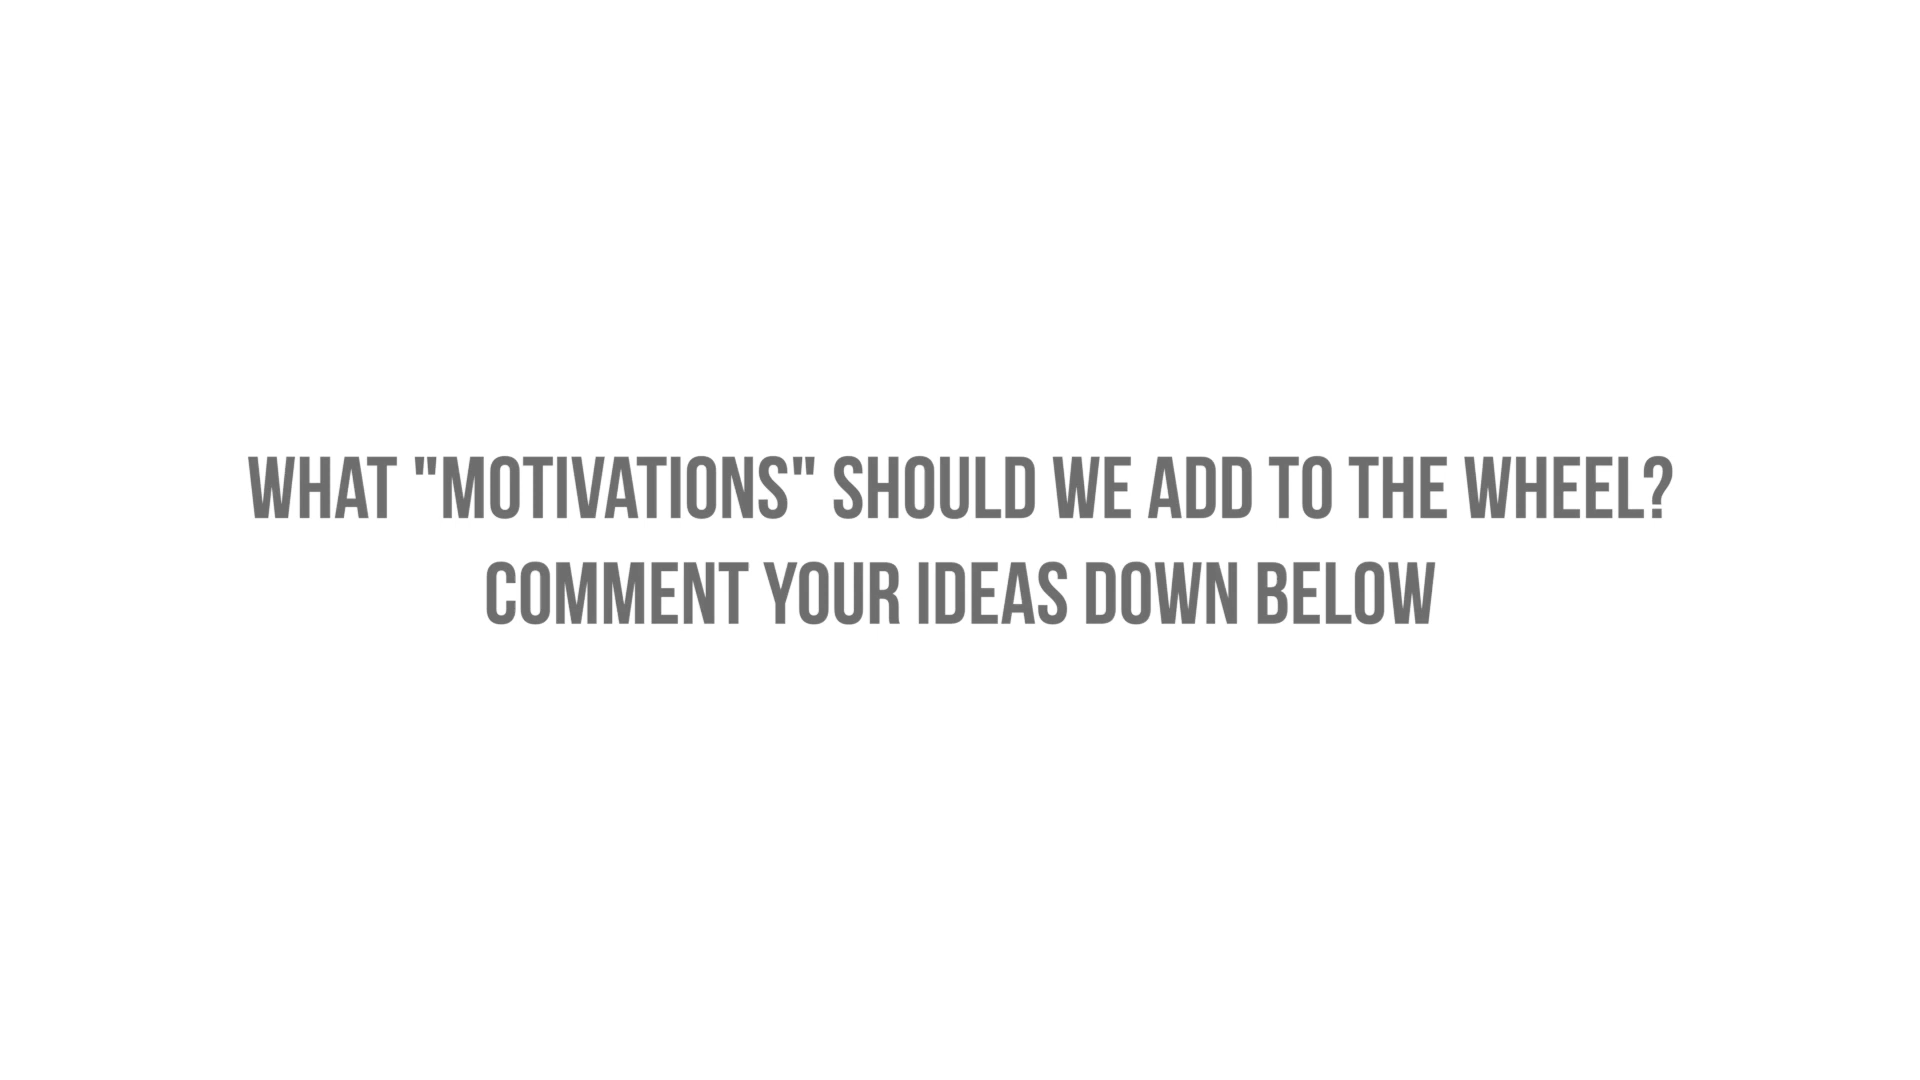 WHAT "MOTIVATIONS" SHOULD WE ADD TO THE WHEEL?
COMMENT YOUR IDEAS DOWN BELOW